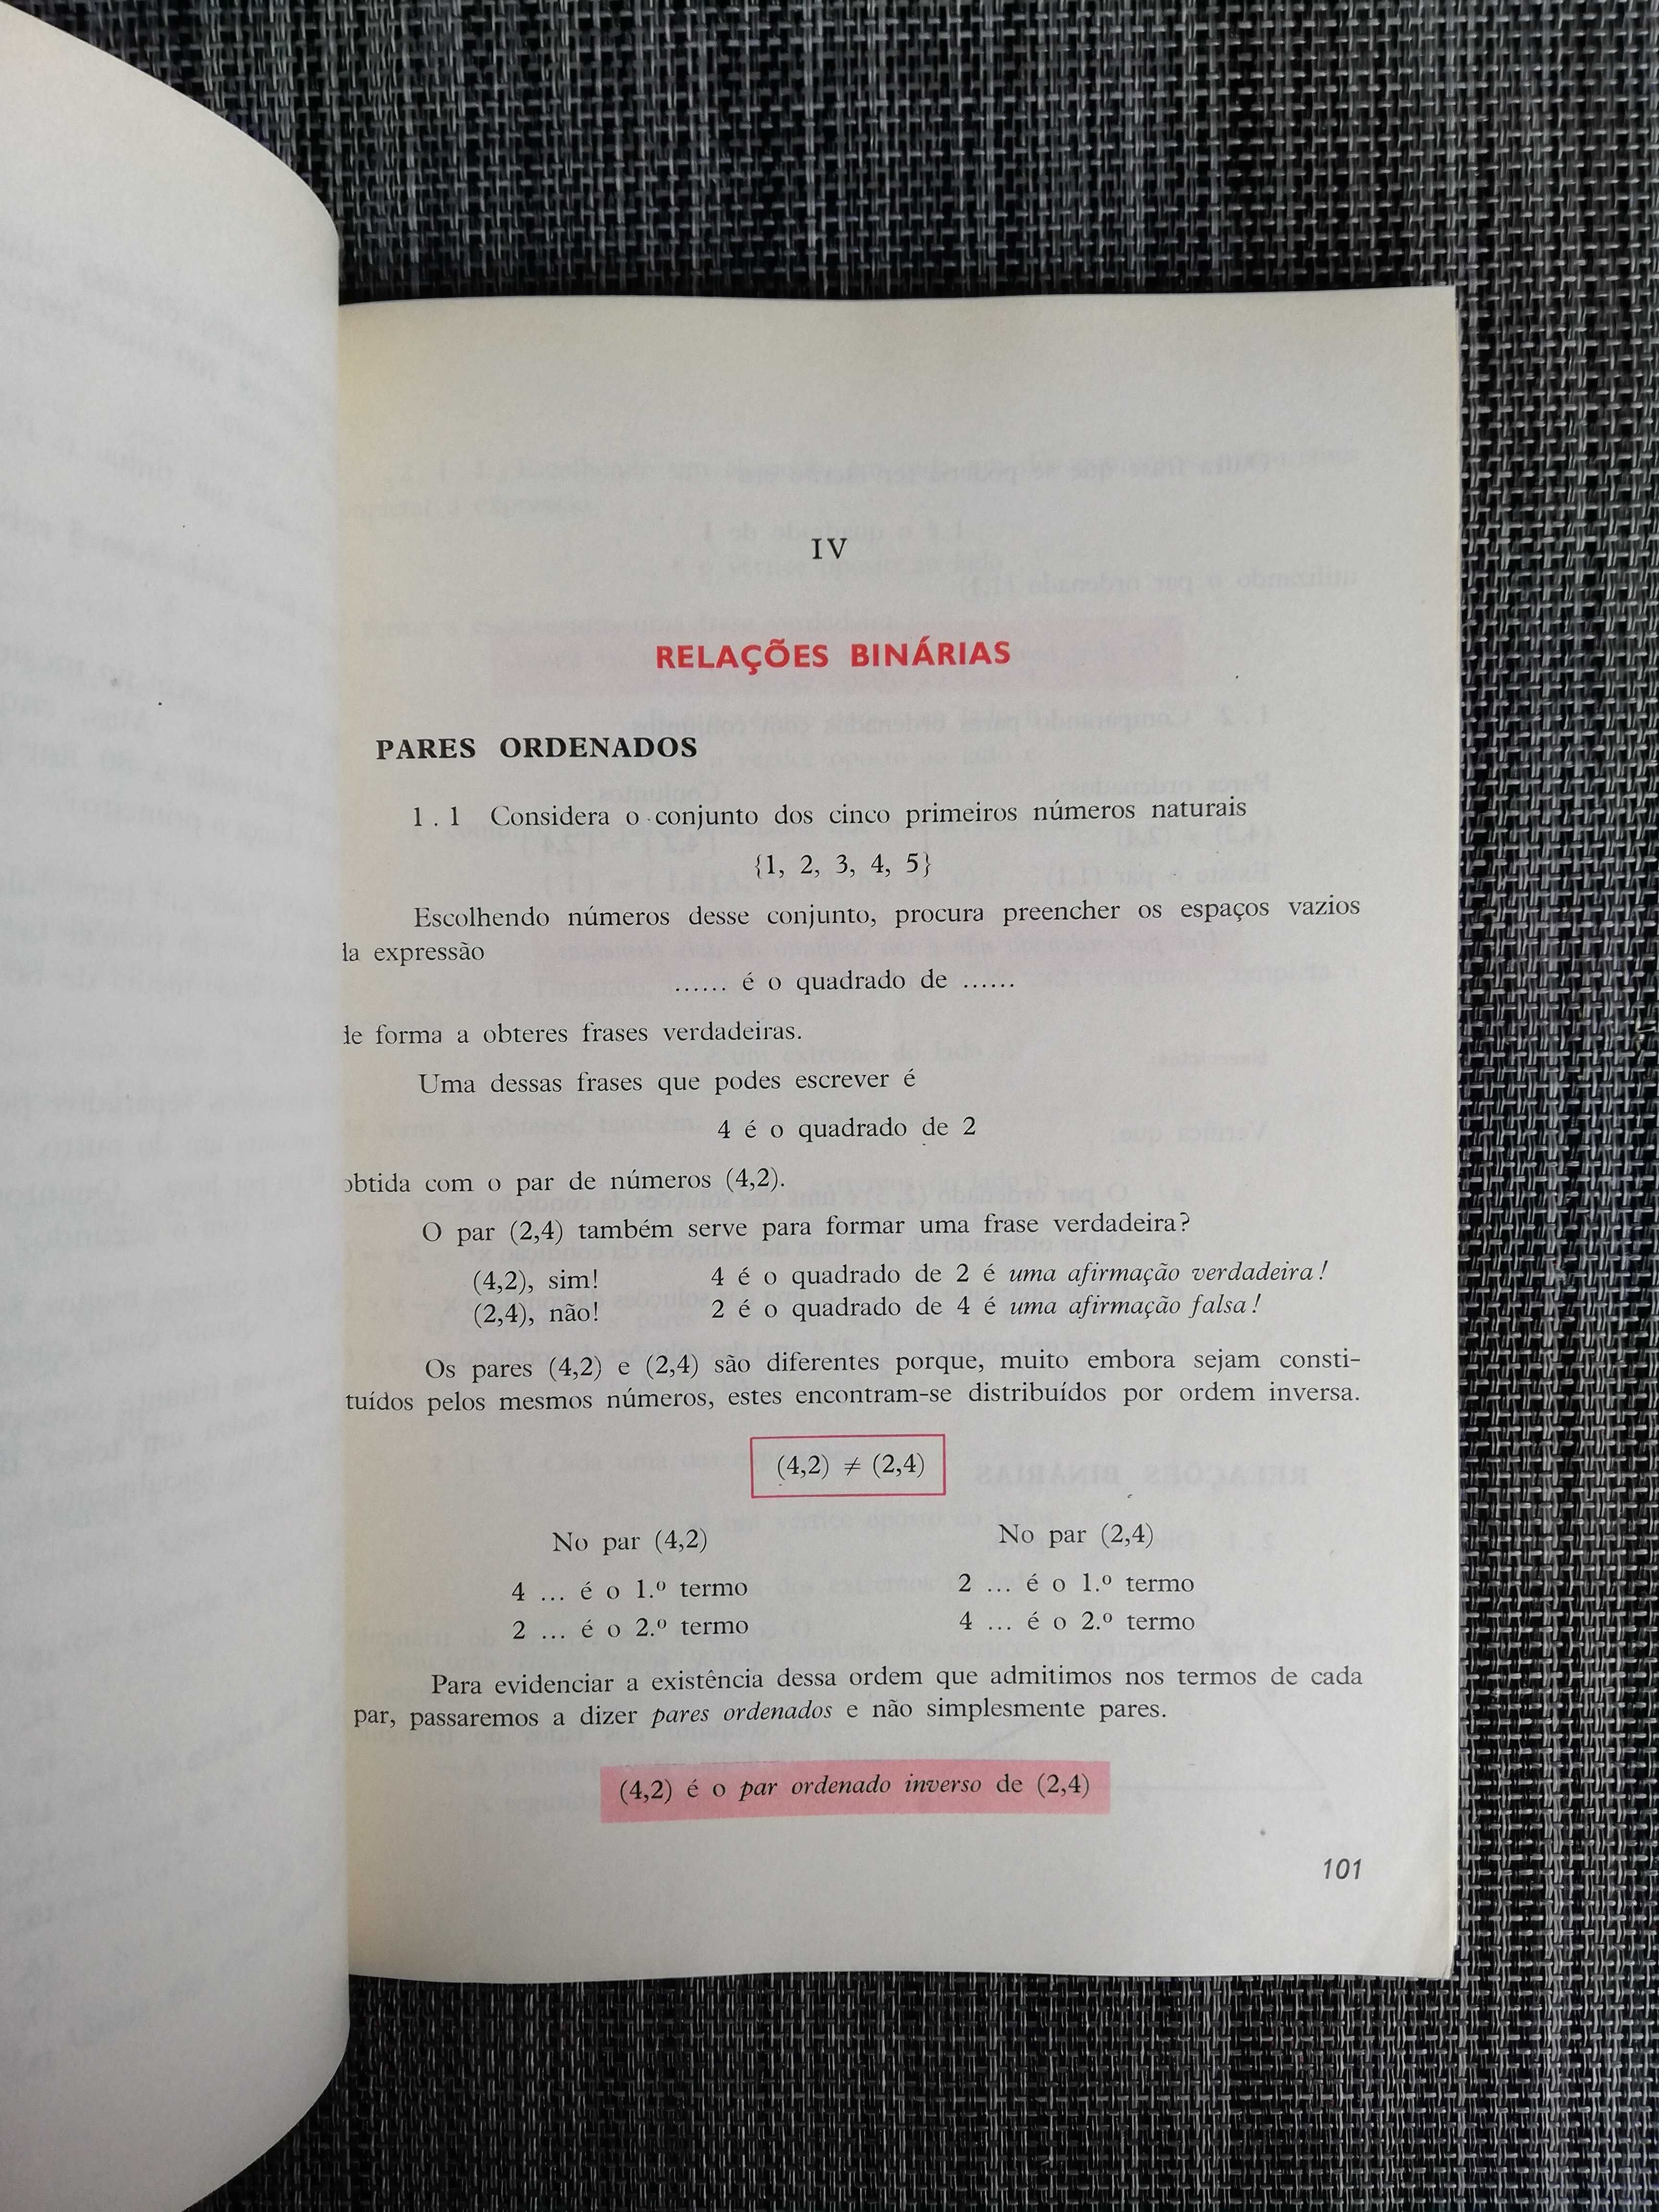 IV
RELAÇÕES BINÁRIAS
PARES ORDENADOS
1.1 Considera o conjunto dos cinco primeiros números naturais
{1, 2, 3, 4, 5}
Escolhendo números desse conjunto, procura preencher os espaços vazios
da expressão
...... é o quadrado de ......
de forma a obteres frases verdadeiras.
Uma dessas frases que podes escrever é
4 é o quadrado de 2
obtida com o par de números (4,2).
O par (2,4) também serve para formar uma frase verdadeira?
(4,2), sim! 4 é o quadrado de 2 é uma afirmação verdadeira!
(2,4), não! 2 é o quadrado de 4 é uma afirmação falsa!
Os pares (4,2) e (2,4) são diferentes porque, muito embora sejam consti-
tuídos pelos mesmos números, estes encontram-se distribuídos por ordem inversa.
(4,2) ≠ (2,4)
No par (4,2) No par (2,4)
4 ... é o 1.º termo 2 ... é o 1.º termo
2 ... é o 2.º termo 4 ... é o 2.º termo
Para evidenciar a existência dessa ordem que admitimos nos termos de cada
par, passaremos a dizer pares ordenados e não simplesmente pares.
(4,2) é o par ordenado inverso de (2,4)
101